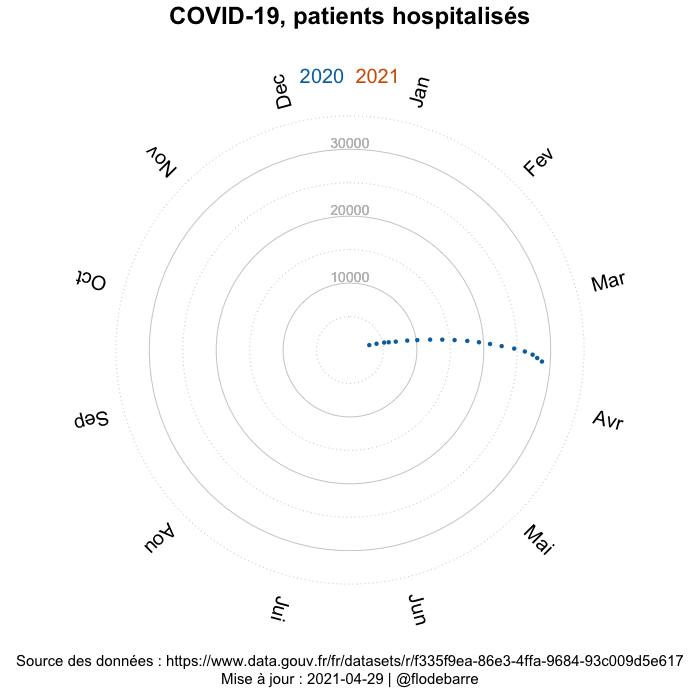 COVID-19, patients hospitalisés
2020 2021
Jan
Fev
Mar
Avr
Mai
Jun
Jui
Aou
Sep
Oct
Nov
Dec
30000
20000
10000
Source des données : https://www.data.gouv.fr/fr/datasets/r/f335f9ea-86e3-4ffa-9684-93c009d5e617
Mise à jour : 2021-04-29 | @flodebarre